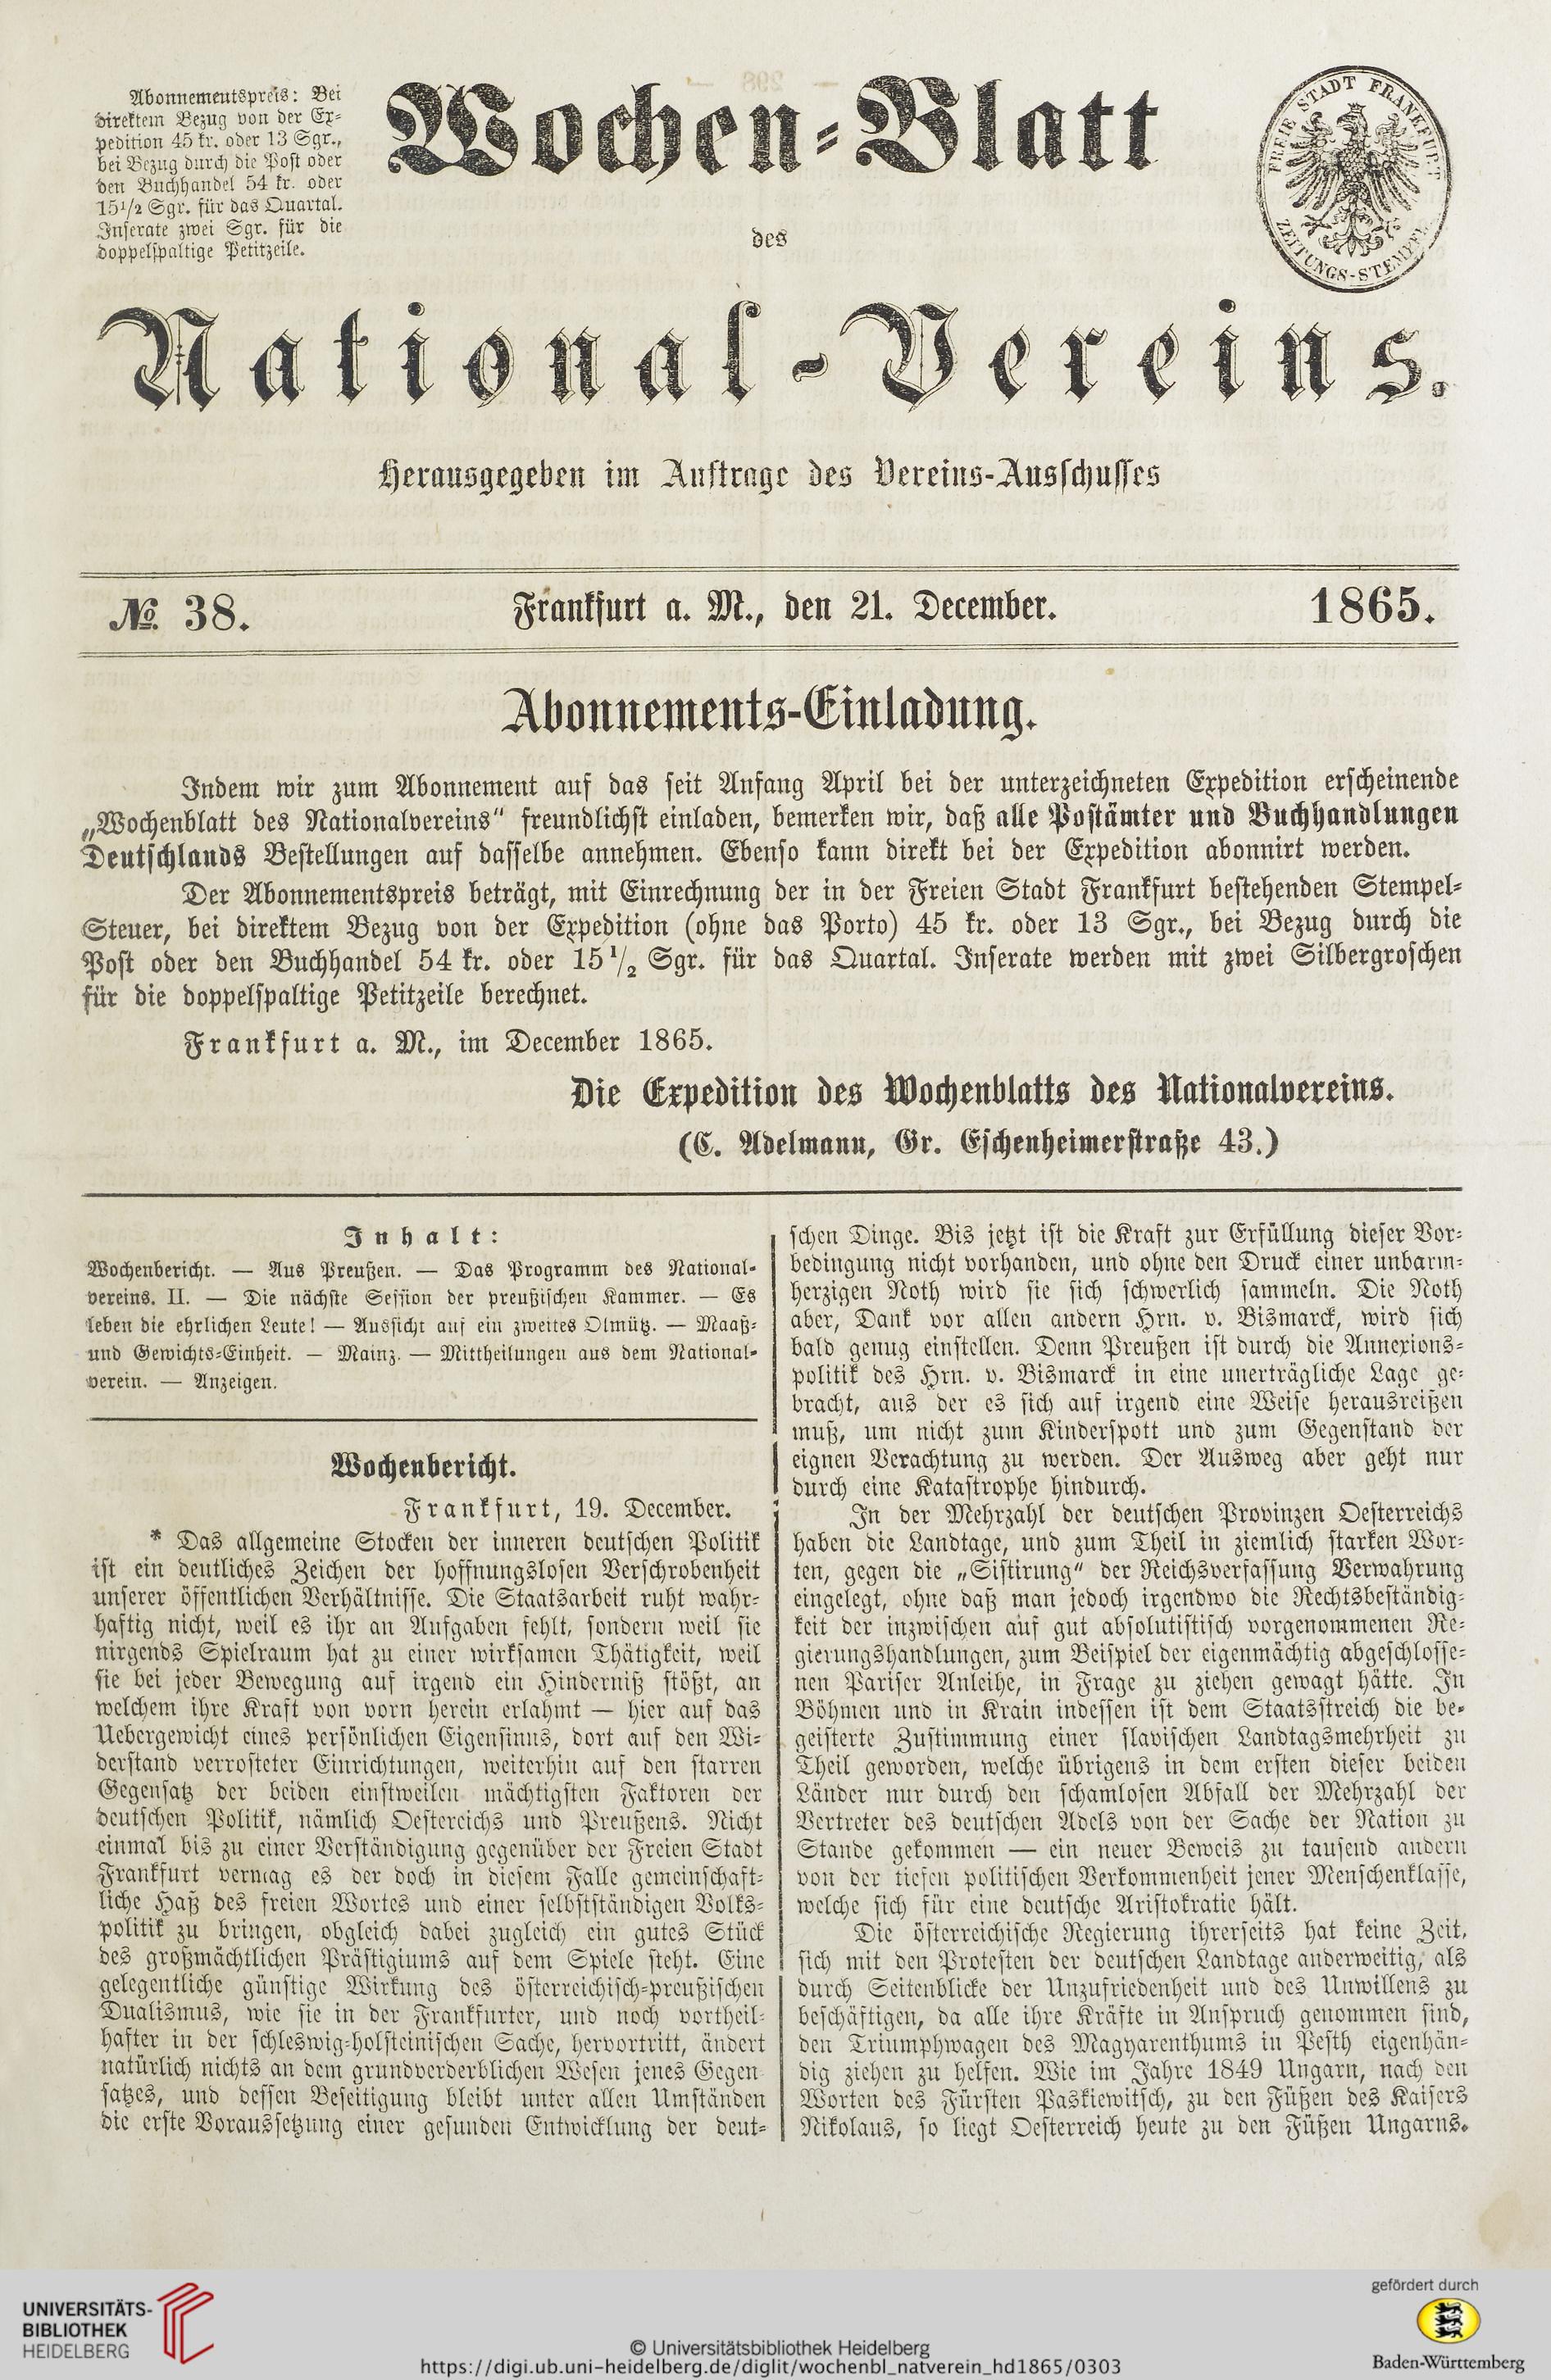 Abonnementspreis: Bei
direktem Bezug von der Ex-
pedition 45 kr. oder 13 Sgr.,
bei Bezug durch die Post oder
den Buchhandel 54 kr. oder
15 1/2 Sgr. für das Quartal.
Inserate zwei Sgr. für die
doppelspaltige Petitzeile.
Wochen-Blatt
FREIE STADT FRANKFURT
ZEITUNGS-STEMPEL
des
National-Vereins.
Herausgegeben im Auftrage des Vereins-Ausschusses
№ 38.
Frankfurt a. M., den 21. December.
1865.
Abonnements-Einladung.
Indem wir zum Abonnement auf das seit Anfang April bei der unterzeichneten Expedition erscheinende
„Wochenblatt des Nationalvereins“ freundlichst einladen, bemerken wir, daß alle Postämter und Buchhandlungen
Deutschlands Bestellungen auf dasselbe annehmen. Ebenso kann direkt bei der Expedition abonnirt werden.
Der Abonnementspreis beträgt, mit Einrechnung der in der Freien Stadt Frankfurt bestehenden Stempel-
Steuer, bei direktem Bezug von der Expedition (ohne das Porto) 45 kr. oder 13 Sgr., bei Bezug durch die
Post oder den Buchhandel 54 kr. oder 15 1/2 Sgr. für das Quartal. Inserate werden mit zwei Silbergroschen
für die doppelspaltige Petitzeile berechnet.
Frankfurt a. M., im December 1865.
Die Expedition des Wochenblatts des Nationalvereins.
(C. Adelmann, Gr. Eschenheimerstraße 43.)
Inhalt:
Wochenbericht. — Aus Preußen. — Das Programm des National-
vereins. II. — Die nächste Session der preußischen Kammer. — Es
leben die ehrlichen Leute! — Aussicht auf ein zweites Olmütz. — Maaß-
und Gewichts-Einheit. — Mainz. — Mittheilungen aus dem National-
verein. — Anzeigen.
Wochenbericht.
Frankfurt, 19. December.
* Das allgemeine Stocken der inneren deutschen Politik
ist ein deutliches Zeichen der hoffnungslosen Verschrobenheit
unserer öffentlichen Verhältnisse. Die Staatsarbeit ruht wahr-
haftig nicht, weil es ihr an Aufgaben fehlt, sondern weil sie
nirgends Spielraum hat zu einer wirksamen Thätigkeit, weil
sie bei jeder Bewegung auf irgend ein Hinderniß stößt, an
welchem ihre Kraft von vorn herein erlahmt — hier auf das
Uebergewicht eines persönlichen Eigensinns, dort auf den Wi-
derstand verrosteter Einrichtungen, weiterhin auf den starren
Gegensatz der beiden einstweilen mächtigsten Faktoren der
deutschen Politik, nämlich Oestereichs und Preußens. Nicht
einmal bis zu einer Verständigung gegenüber der Freien Stadt
Frankfurt vermag es der doch in diesem Falle gemeinschaft-
liche Haß des freien Wortes und einer selbstständigen Volks-
politik zu bringen, obgleich dabei zugleich ein gutes Stück
des großmächtlichen Prästigiums auf dem Spiele steht. Eine
gelegentliche günstige Wirkung des österreichisch-preußischen
Dualismus, wie sie in der Frankfurter, und noch vortheil-
hafter in der schleswig-holsteinischen Sache, hervortritt, ändert
natürlich nichts an dem grundverderblichen Wesen jenes Gegen
satzes, und dessen Beseitigung bleibt unter allen Umständen
die erste Voraussetzung einer gesunden Entwicklung der deut-
schen Dinge. Bis jetzt ist die Kraft zur Erfüllung dieser Vor-
bedingung nicht vorhanden, und ohne den Druck einer unbarm-
herzigen Noth wird sie sich schwerlich sammeln. Die Noth
aber, Dank vor allen andern Hrn. v. Bismarck, wird sich
bald genug einstellen. Denn Preußen ist durch die Annexions-
politik des Hrn. v. Bismarck in eine unerträgliche Lage ge-
bracht, aus der es sich auf irgend eine Weise herausreißen
muß, um nicht zum Kinderspott und zum Gegenstand der
eignen Verachtung zu werden. Der Ausweg aber geht nur
durch eine Katastrophe hindurch.
In der Mehrzahl der deutschen Provinzen Oesterreichs
haben die Landtage, und zum Theil in ziemlich starken Wor-
ten, gegen die „Sistirung“ der Reichsverfassung Verwahrung
eingelegt, ohne daß man jedoch irgendwo die Rechtsbeständig-
keit der inzwischen auf gut absolutistisch vorgenommenen Re-
gierungshandlungen, zum Beispiel der eigenmächtig abgeschlosse-
nen Pariser Anleihe, in Frage zu ziehen gewagt hätte. In
Böhmen und in Krain indessen ist dem Staatsstreich die be-
geisterte Zustimmung einer slavischen Landtagsmehrheit zu
Theil geworden, welche übrigens in dem ersten dieser beiden
Länder nur durch den schamlosen Abfall der Mehrzahl der
Vertreter des deutschen Adels von der Sache der Nation zu
Stande gekommen — ein neuer Beweis zu tausend andern
von der tiefen politischen Verkommenheit jener Menschenklasse,
welche sich für eine deutsche Aristokratie hält.
Die österreichische Regierung ihrerseits hat keine Zeit,
sich mit den Protesten der deutschen Landtage anderweitig, als
durch Seitenblicke der Unzufriedenheit und des Unwillens zu
beschäftigen, da alle ihre Kräfte in Anspruch genommen sind,
den Triumphwagen des Magyarenthums in Pesth eigenhän-
dig ziehen zu helfen. Wie im Jahre 1849 Ungarn, nach den
Worten des Fürsten Paskiewitsch, zu den Füßen des Kaisers
Nikolaus, so liegt Oesterreich heute zu den Füßen Ungarns.
UNIVERSITÄTS-
BIBLIOTHEK
HEIDELBERG
© Universitätsbibliothek Heidelberg
https://digi.ub.uni-heidelberg.de/diglit/wochenbl_natverein_hd1865/0303
gefördert durch
Baden-Württemberg